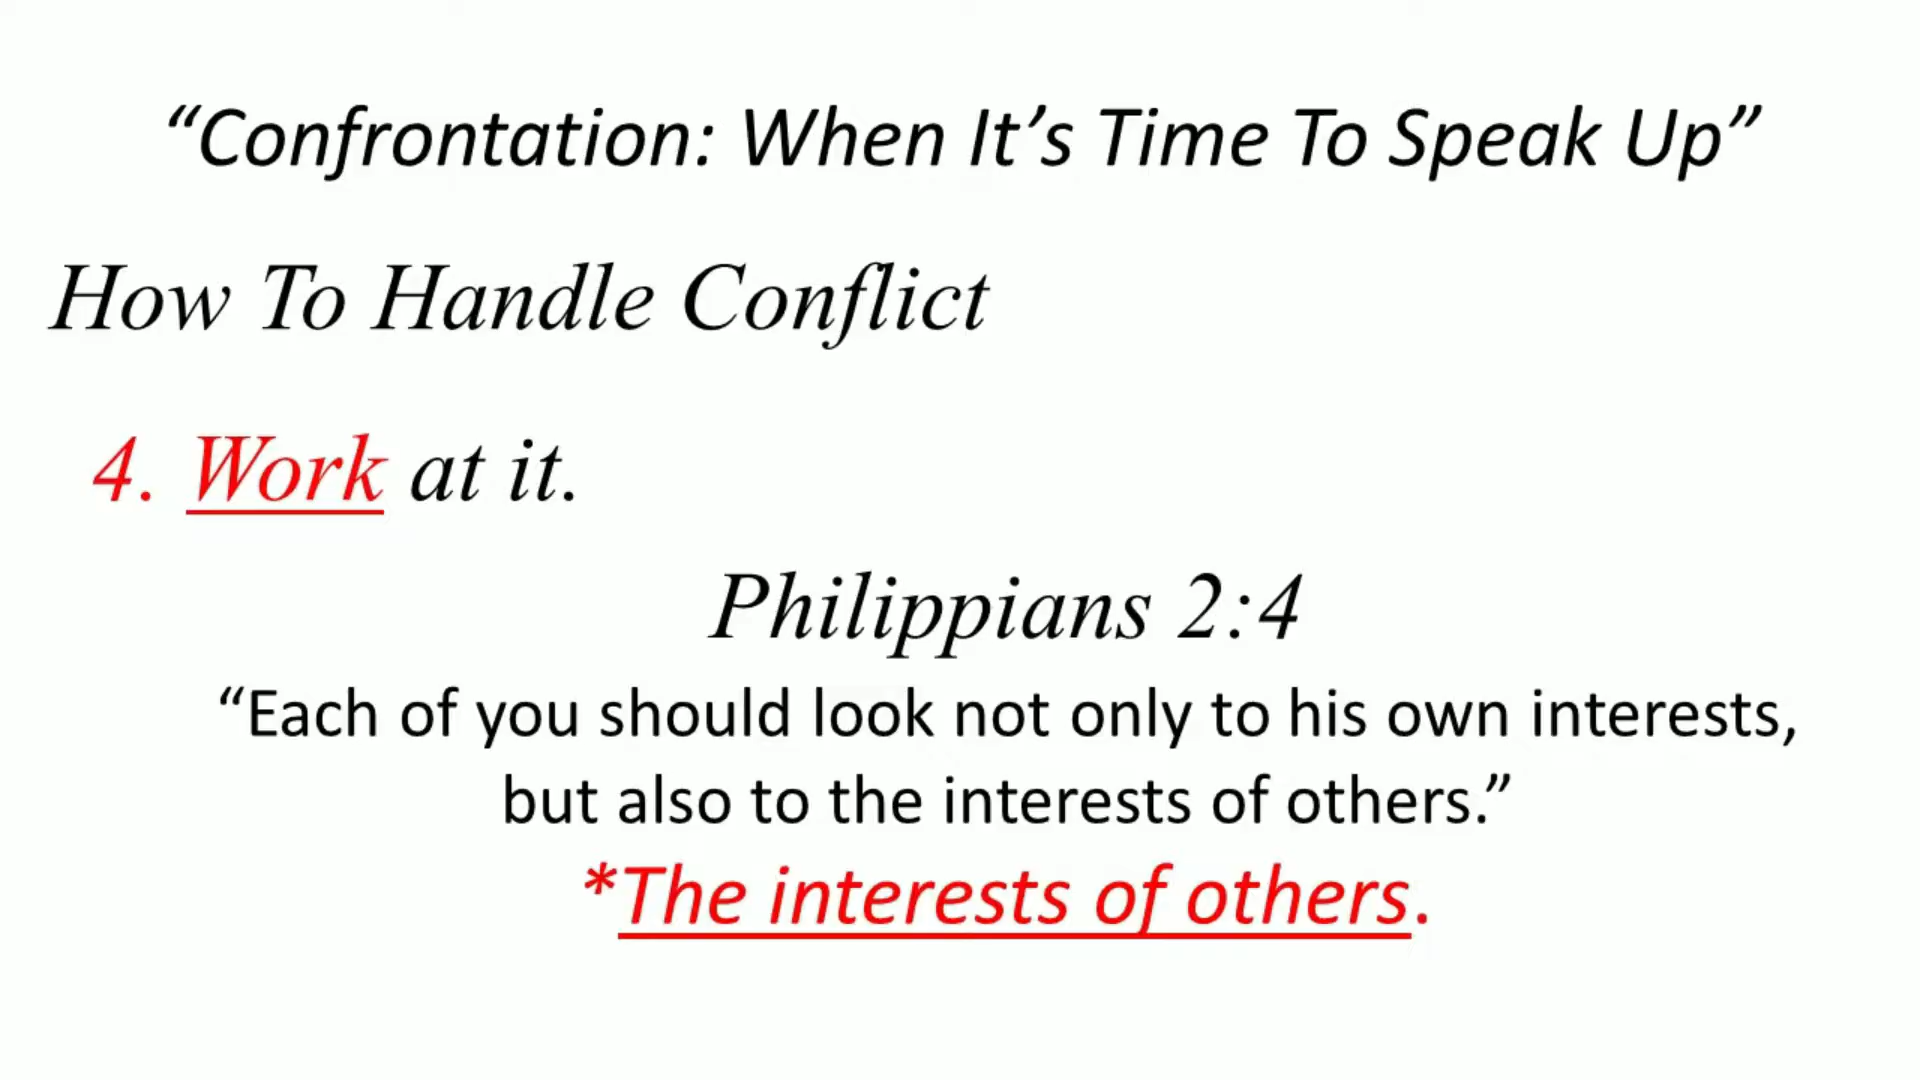 “Confrontation: When It’s Time To Speak Up”
How To Handle Conflict
4. Work at it.
Philippians 2:4
“Each of you should look not only to his own interests,
but also to the interests of others.”
*The interests of others.